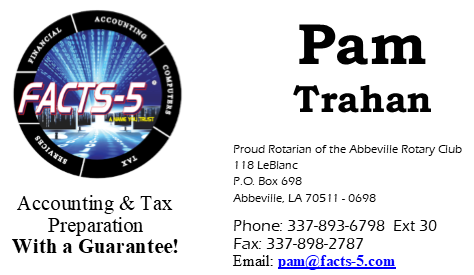 FINANCIAL
ACCOUNTING
COMPUTERS
TAX
SERVICES
FACTS-5
A NAME YOU TRUST
Accounting & Tax
Preparation
With a Guarantee!
Pam
Trahan
Proud Rotarian of the Abbeville Rotary Club
118 LeBlanc
P.O. Box 698
Abbeville, LA 70511 - 0698
Phone: 337-893-6798 Ext 30
Fax: 337-898-2787
Email: pam@facts-5.com